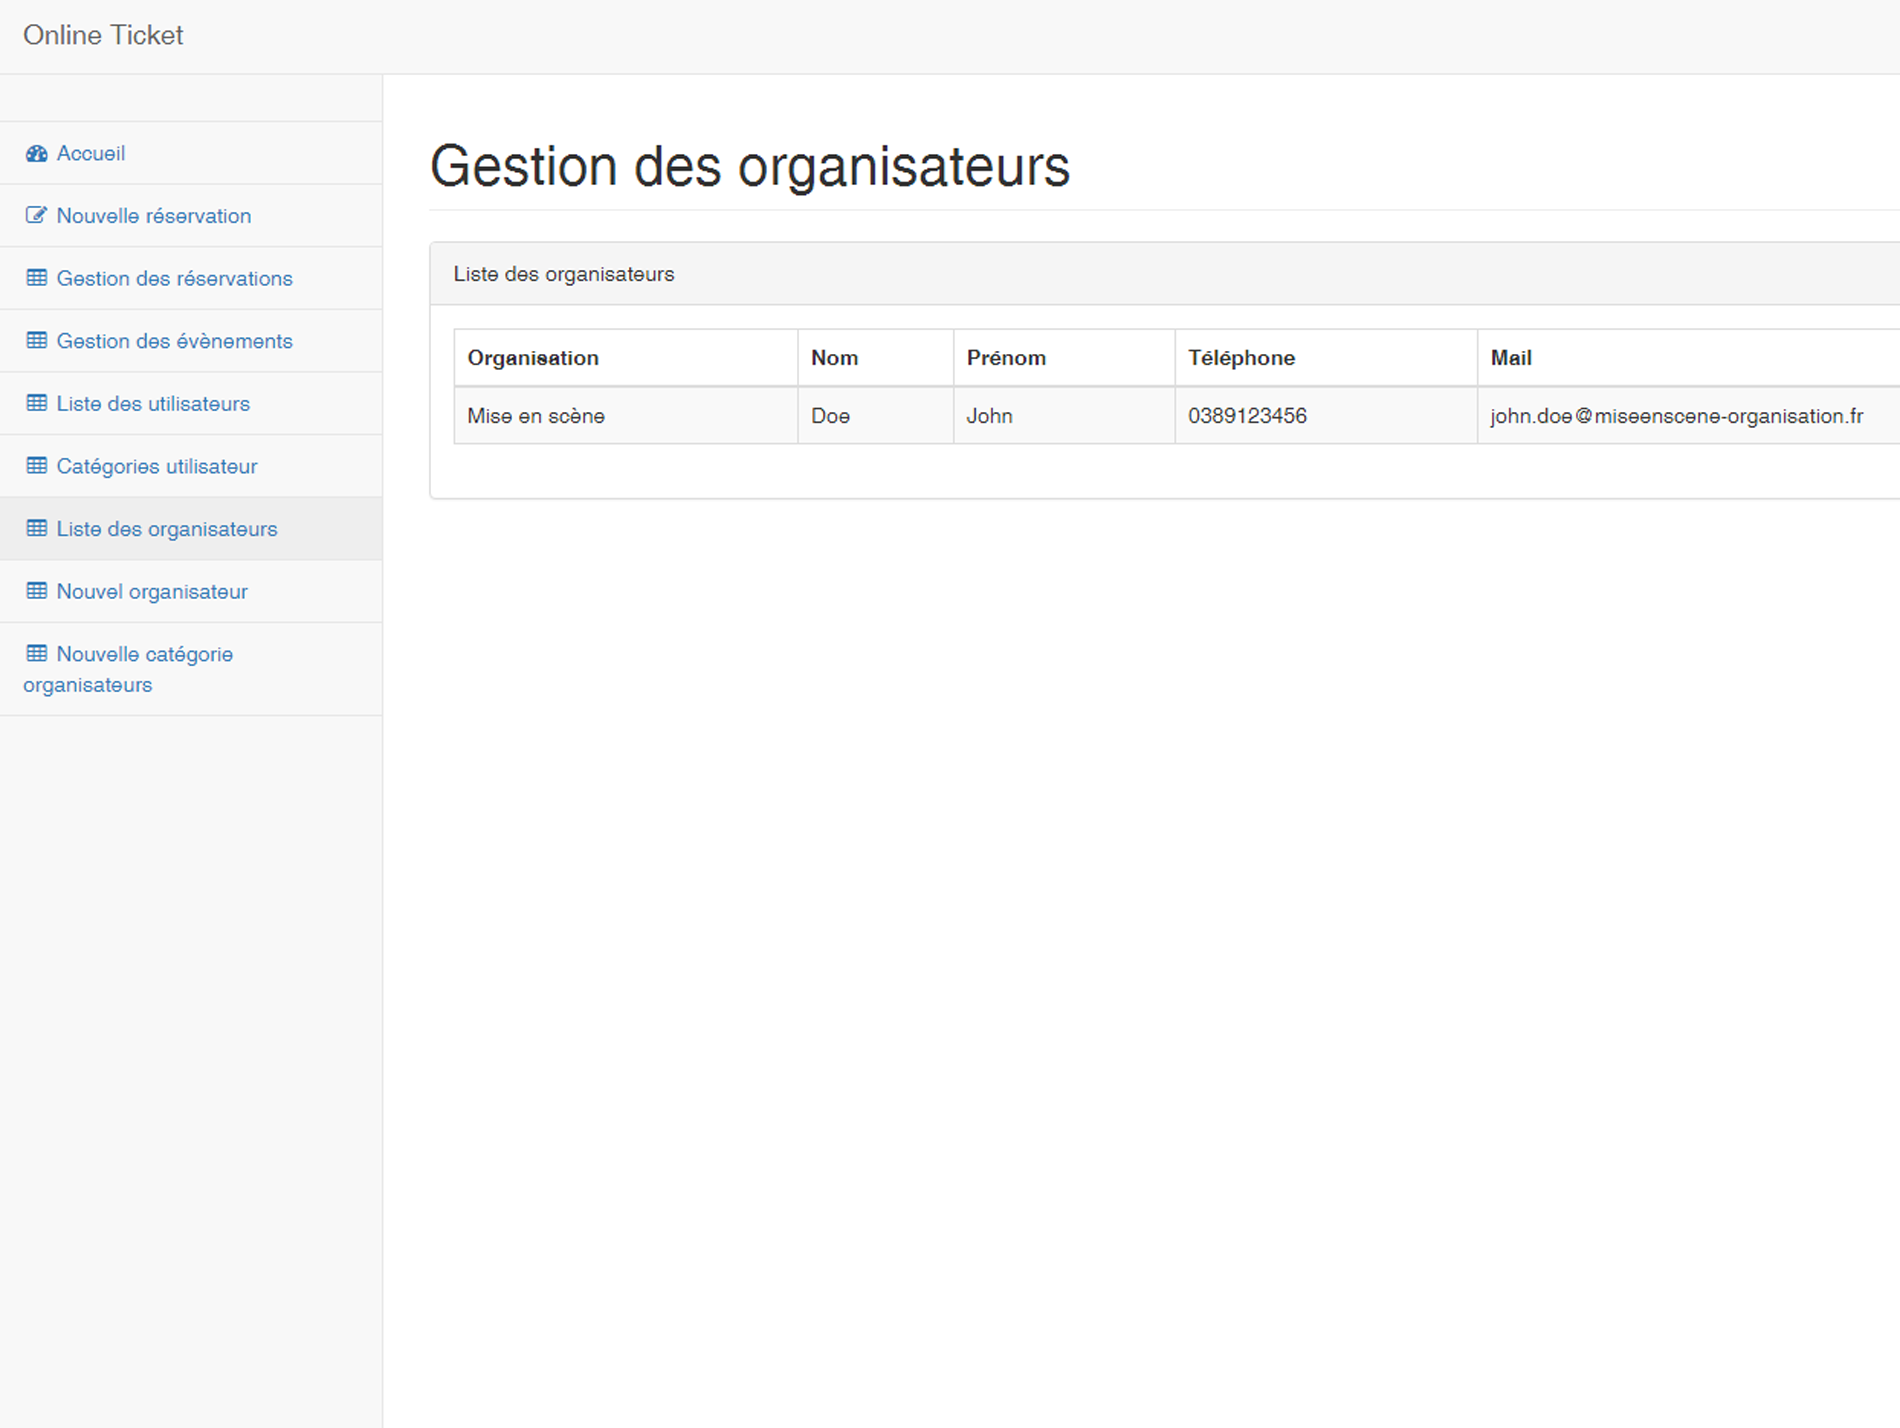 Online Ticket
Accueil
Nouvelle réservation
Gestion des réservations
Gestion des évènements
Liste des utilisateurs
Catégories utilisateur
Liste des organisateurs
Nouvel organisateur
Nouvelle catégorie
organisateurs
Gestion des organisateurs
Liste des organisateurs
Organisation Nom Prénom Téléphone Mail
Mise en scène Doe John 0389123456 john.doe@miseenscene-organisation.fr